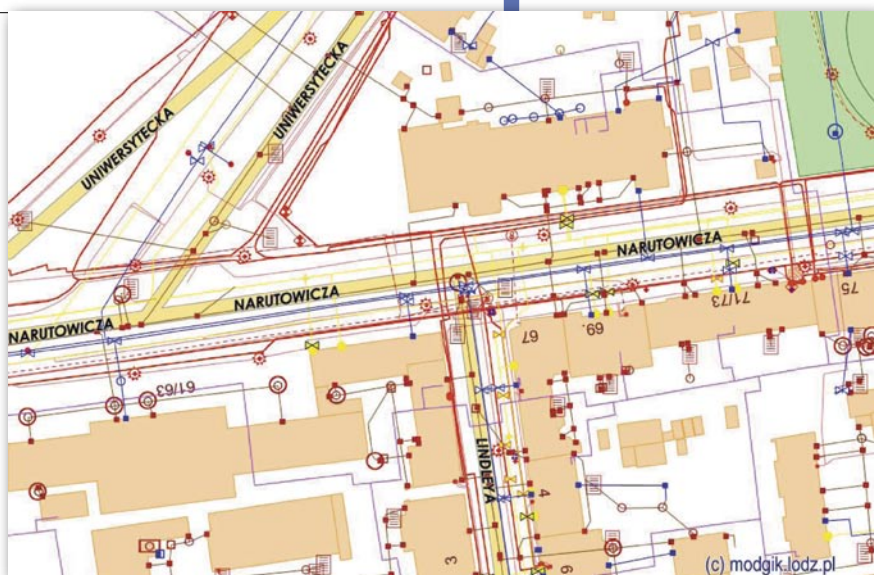 UNIWERSYTECKA
UNIWERSYTECKA
NARUTOWICZA
NARUTOWICZA
NARUTOWICZA
71/73
75
67
69.
61/63
LINDLEYA
4
3
6
(c) modgik.lodz.pl